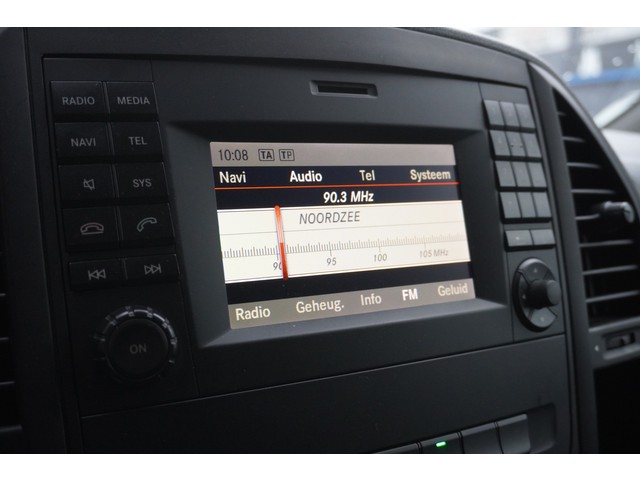 RADIO MEDIA
NAVI TEL
SYS
ON
10:08 TA TP
Navi Audio Tel Systeem
90.3 MHz
NOORDZEE
90 95 100 105 MHz
Radio Geheug. Info FM Geluid